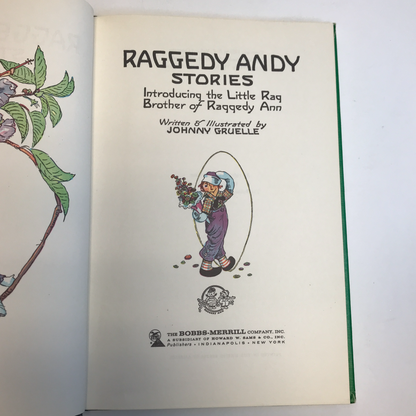 RAGGEDY ANDY
STORIES
Introducing the Little Rag
Brother of Raggedy Ann
Written & Illustrated by
JOHNNY GRUELLE
THE BOBBS-MERRILL COMPANY, INC.
A SUBSIDIARY OF HOWARD W. SAMS & CO., INC.
Publishers • INDIANAPOLIS • NEW YORK